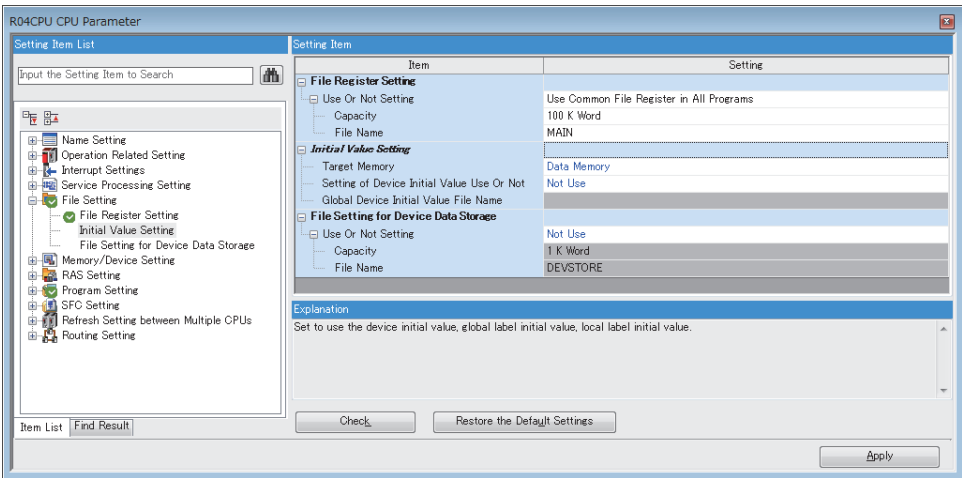 R04CPU CPU Parameter
Setting Item List
Input the Setting Item to Search
Name Setting
Operation Related Setting
Interrupt Settings
Service Processing Setting
File Setting
File Register Setting
Initial Value Setting
File Setting for Device Data Storage
Memory/Device Setting
RAS Setting
Program Setting
SFC Setting
Refresh Setting between Multiple CPUs
Routing Setting
Item List Find Result
Setting Item
Item Setting
File Register Setting
Use Or Not Setting Use Common File Register in All Programs
Capacity 100 K Word
File Name MAIN
Initial Value Setting
Target Memory Data Memory
Setting of Device Initial Value Use Or Not Not Use
Global Device Initial Value File Name
File Setting for Device Data Storage
Use Or Not Setting Not Use
Capacity 1 K Word
File Name DEVSTORE
Explanation
Set to use the device initial value, global label initial value, local label initial value.
Check Restore the Default Settings
Apply